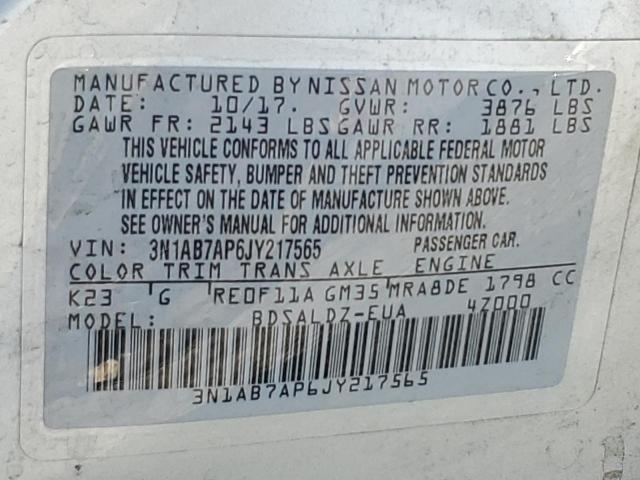 MANUFACTURED BY NISSAN MOTOR CO., LTD.
DATE: 10/17. GVWR: 3876 LBS
GAWR FR: 2143 LBS GAWR RR: 1881 LBS
THIS VEHICLE CONFORMS TO ALL APPLICABLE FEDERAL MOTOR
VEHICLE SAFETY, BUMPER AND THEFT PREVENTION STANDARDS
IN EFFECT ON THE DATE OF MANUFACTURE SHOWN ABOVE.
SEE OWNER'S MANUAL FOR ADDITIONAL INFORMATION.
VIN: 3N1AB7AP6JY217565 PASSENGER CAR.
COLOR TRIM TRANS AXLE ENGINE
K23 G RE0F11A GM35 MRA8DE 1798 CC
MODEL: BDSALDZ-EUA 4Z000
3N1AB7AP6JY217565